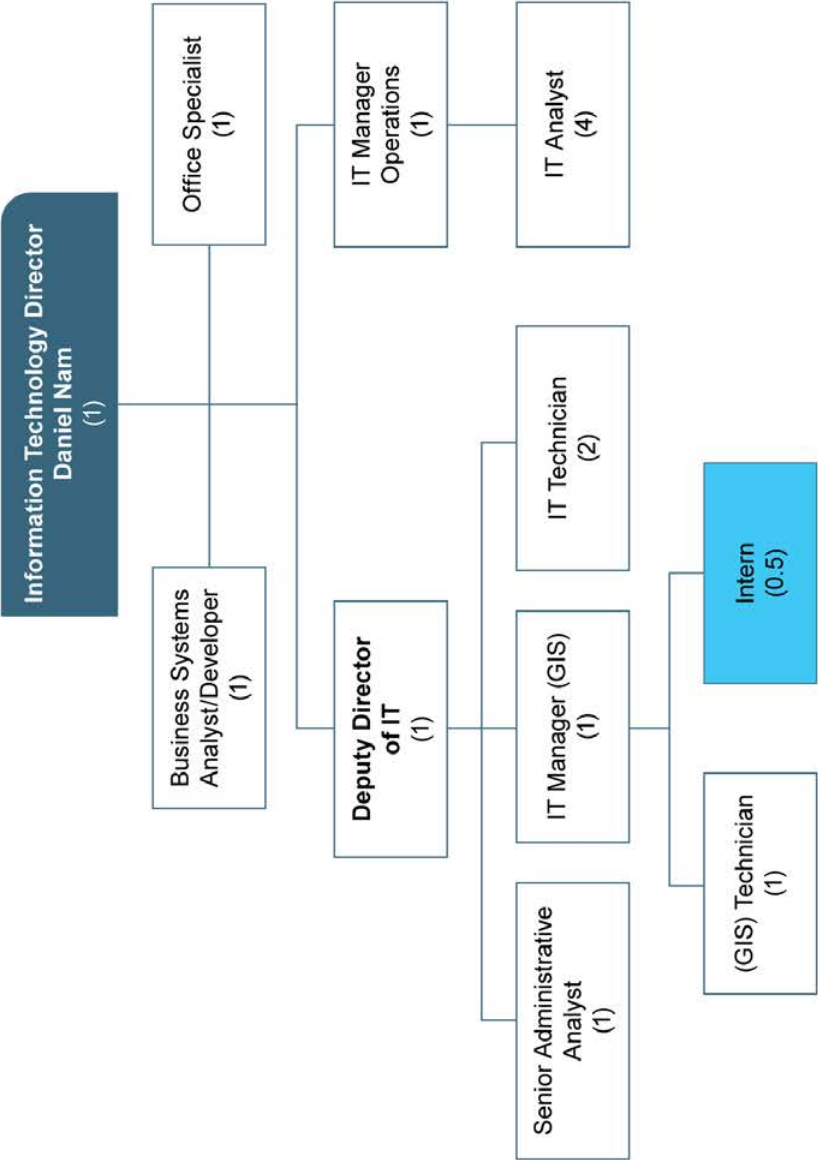 Information Technology Director
Daniel Nam
(1)
Business Systems
Analyst/Developer
(1)
Office Specialist
(1)
Deputy Director
of IT
(1)
IT Manager
Operations
(1)
Senior Administrative
Analyst
(1)
IT Manager (GIS)
(1)
IT Technician
(2)
IT Analyst
(4)
(GIS) Technician
(1)
Intern
(0.5)